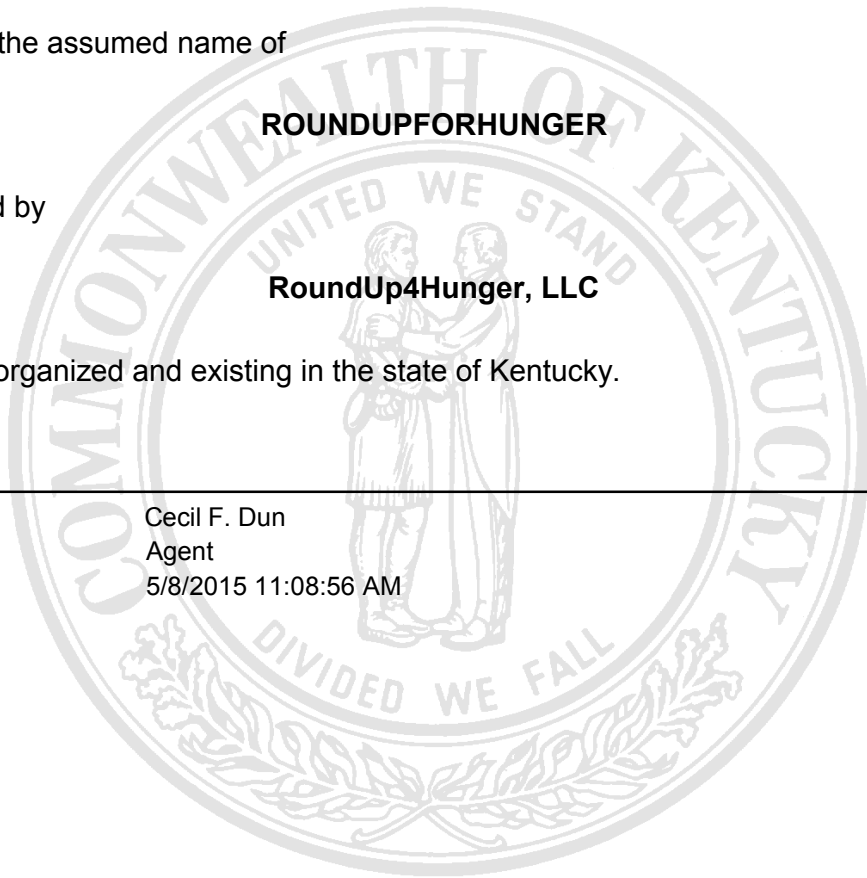 the assumed name of
ROUNDUPFORHUNGER
d by
RoundUp4Hunger, LLC
organized and existing in the state of Kentucky.
Cecil F. Dun
Agent
5/8/2015 11:08:56 AM
COMMONWEALTH OF KENTUCKY
UNITED WE STAND
DIVIDED WE FALL